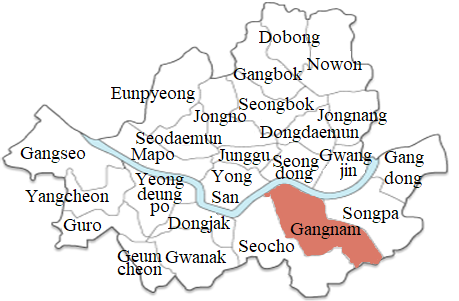 Dobong
Nowon
Gangbok
Eunpyeong
Seongbok
Jongno
Jongnang
Dongdaemun
Seodaemun
Mapo
Junggu
Gangseo
Seong
dong
Gwang
jin
Gang
dong
Yong
San
Yeong
deung
po
Yangcheon
Songpa
Guro
Dongjak
Gangnam
Seocho
Geum
cheon
Gwanak